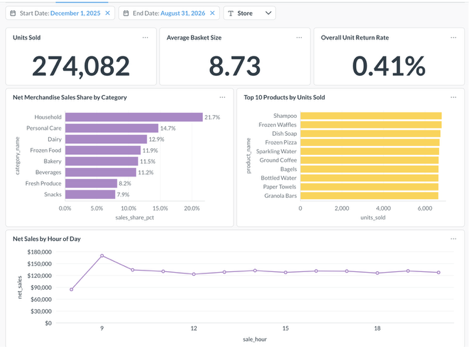 Start Date: December 1, 2025 ×
End Date: August 31, 2026 ×
Store
Units Sold
274,082
Average Basket Size
8.73
Overall Unit Return Rate
0.41%
Net Merchandise Sales Share by Category
category_name
Household 21.7%
Personal Care 14.7%
Dairy 12.9%
Frozen Food 11.9%
Bakery 11.5%
Beverages 11.2%
Fresh Produce 8.2%
Snacks 7.9%
0.0% 5.0% 10.0% 15.0% 20.0%
sales_share_pct
Top 10 Products by Units Sold
product_name
Shampoo
Frozen Waffles
Dish Soap
Frozen Pizza
Sparkling Water
Ground Coffee
Bagels
Bottled Water
Paper Towels
Granola Bars
0 2,000 4,000 6,000
units_sold
Net Sales by Hour of Day
net_sales
$180,000
$150,000
$120,000
$90,000
$60,000
$30,000
$0
9 12 15 18
sale_hour